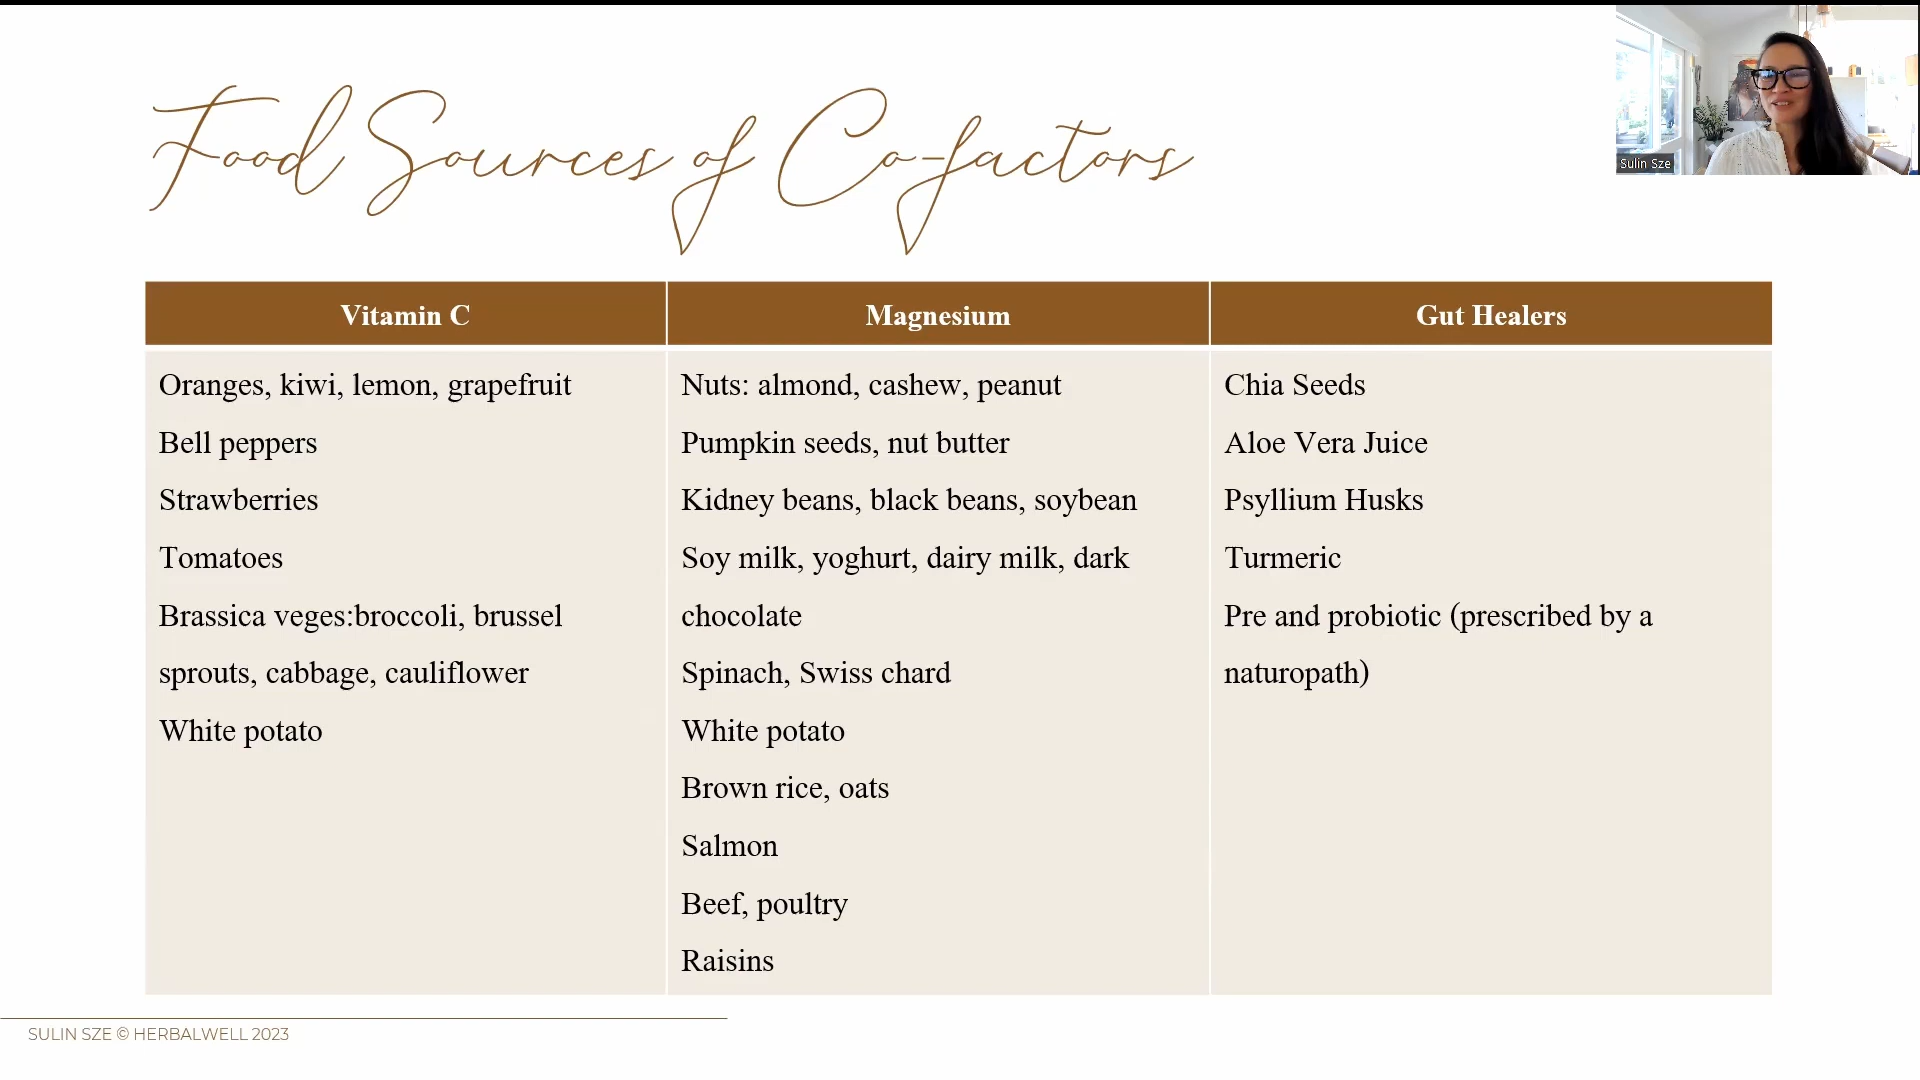 Food Sources of Co-factors
Sulin Sze
Vitamin C
Magnesium
Gut Healers
Oranges, kiwi, lemon, grapefruit
Bell peppers
Strawberries
Tomatoes
Brassica veges:broccoli, brussel
sprouts, cabbage, cauliflower
White potato
Nuts: almond, cashew, peanut
Pumpkin seeds, nut butter
Kidney beans, black beans, soybean
Soy milk, yoghurt, dairy milk, dark
chocolate
Spinach, Swiss chard
White potato
Brown rice, oats
Salmon
Beef, poultry
Raisins
Chia Seeds
Aloe Vera Juice
Psyllium Husks
Turmeric
Pre and probiotic (prescribed by a
naturopath)
SULIN SZE © HERBALWELL 2023